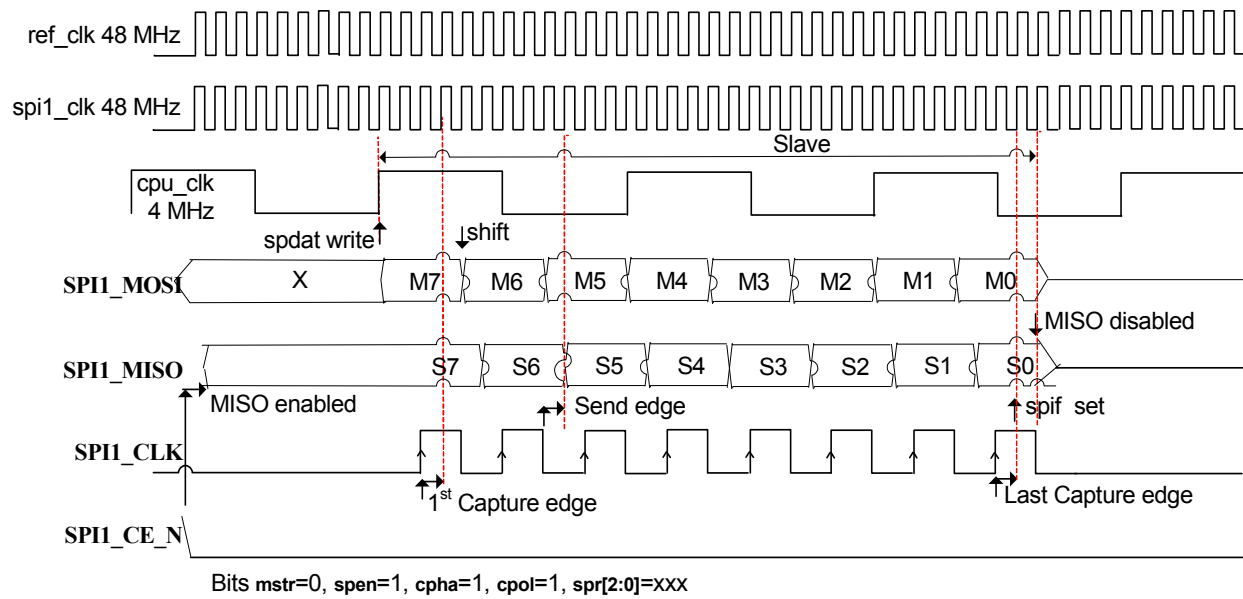 ref_clk 48 MHz
spi1_clk 48 MHz
Slave
cpu_clk
4 MHz
spdat write
shift
SPI1_MOSI X M7 M6 M5 M4 M3 M2 M1 M0
MISO disabled
SPI1_MISO S7 S6 S5 S4 S3 S2 S1 S0
MISO enabled
Send edge
spif set
SPI1_CLK
1st Capture edge
Last Capture edge
SPI1_CE_N
Bits mstr=0, spen=1, cpha=1, cpol=1, spr[2:0]=xxx